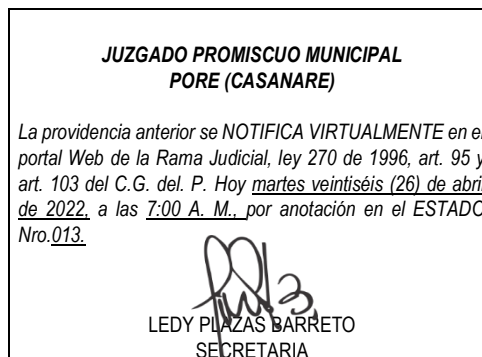 JUZGADO PROMISCUO MUNICIPAL
PORE (CASANARE)
La providencia anterior se NOTIFICA VIRTUALMENTE en el
portal Web de la Rama Judicial, ley 270 de 1996, art. 95 y
art. 103 del C.G. del. P. Hoy martes veintiséis (26) de abril
de 2022, a las 7:00 A. M., por anotación en el ESTADO
Nro.013.
LEDY PLAZAS BARRETO
SECRETARIA